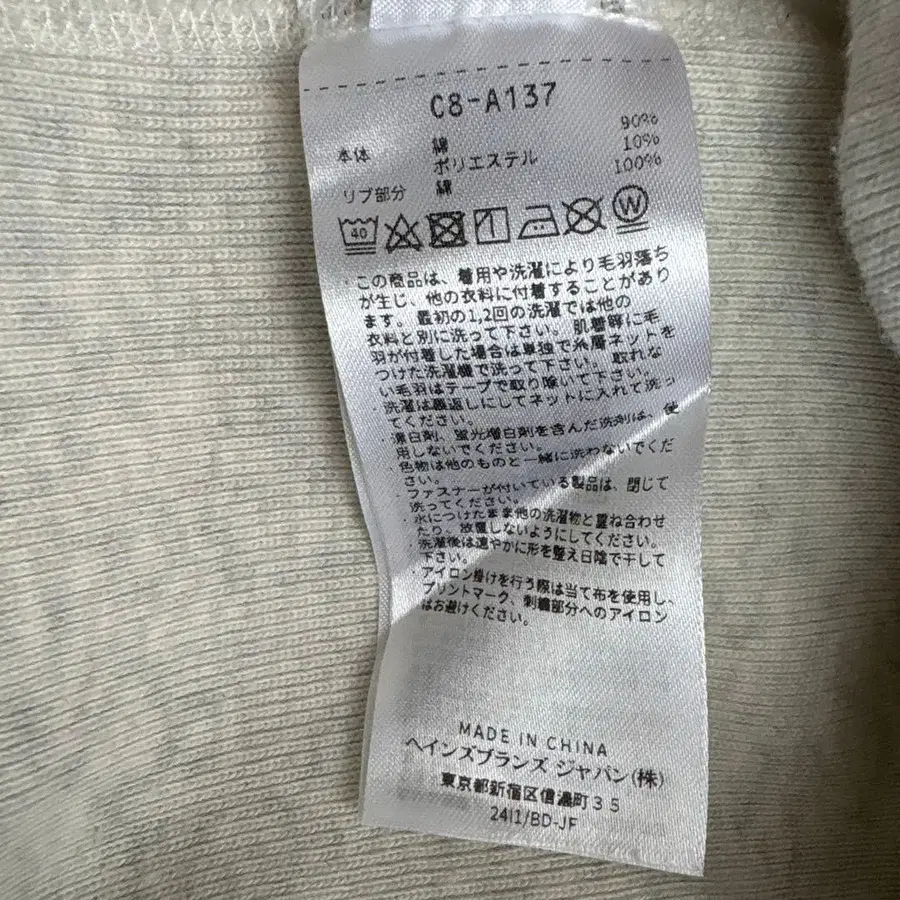 C8-A137
本体 綿 90%
ポリエステル 10%
リブ部分 綿 100%
40
W
・この商品は、着用や洗濯により毛羽落ち
が生じ、他の衣料に付着することがあり
ます。最初の1,2回の洗濯では他の
衣料と別に洗って下さい。肌着等に毛
羽が付着した場合は単独で糸屑ネットを
つけた洗濯機で洗って下さい。取れな
い毛羽はテープで取り除いて下さい。
・洗濯は裏返しにしてネットに入れて洗っ
てください。
・漂白剤、蛍光増白剤を含んだ洗剤は、使
用しないでください。
・色物は他のものと一緒に洗わないでくだ
さい。
・ファスナーが付いている製品は、閉じて
洗ってください。
・水につけたまま他の洗濯物と重ね合わせ
たり、放置しないようにしてください。
・洗濯後は速やかに形を整え日陰で干して
下さい。
・アイロン掛けを行う際は当て布を使用し、
プリントマーク、刺繍部分へのアイロン
はお避けください。
MADE IN CHINA
ヘインズブランズ ジャパン(株)
東京都新宿区信濃町35
24I1/BD-JF